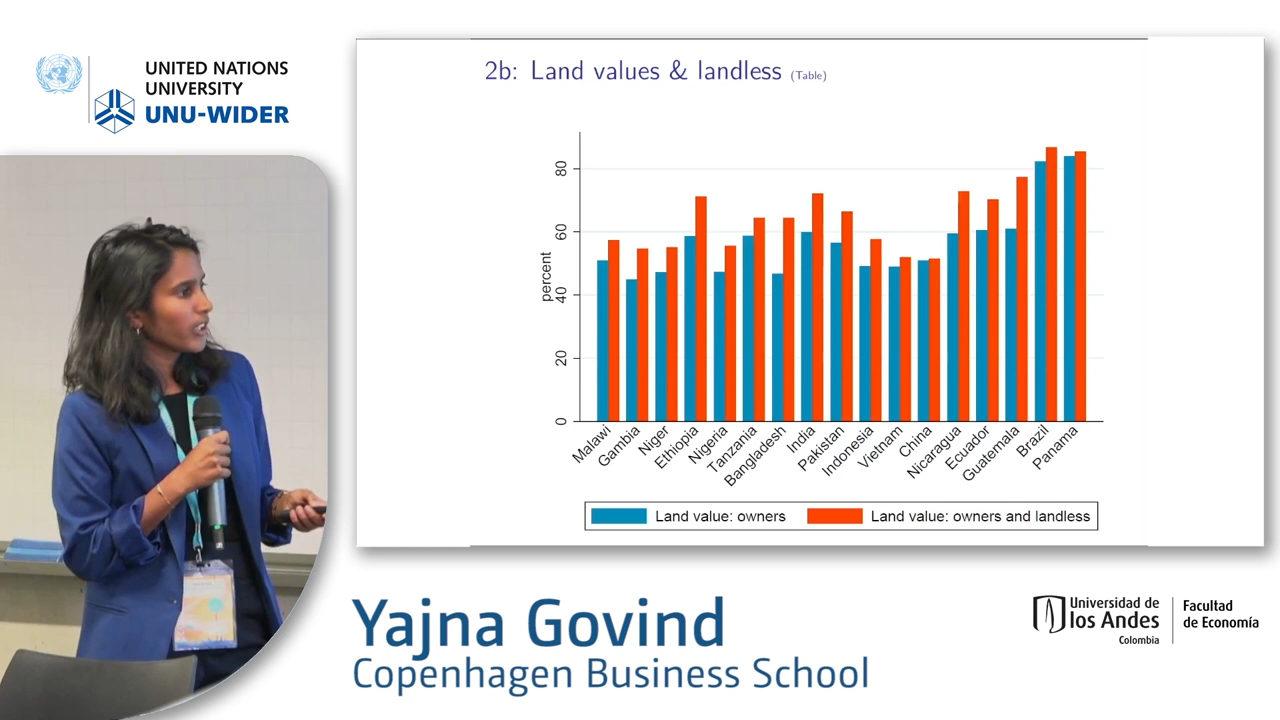 UNITED NATIONS
UNIVERSITY
UNU-WIDER
2b: Land values & landless (Table)
percent
80
60
40
20
0
Malawi
Gambia
Niger
Ethiopia
Nigeria
Tanzania
Bangladesh
India
Pakistan
Indonesia
Vietnam
China
Nicaragua
Ecuador
Guatemala
Brazil
Panama
Land value: owners
Land value: owners and landless
Yajna Govind
Copenhagen Business School
Universidad de
los Andes
Colombia
Facultad
de Economía